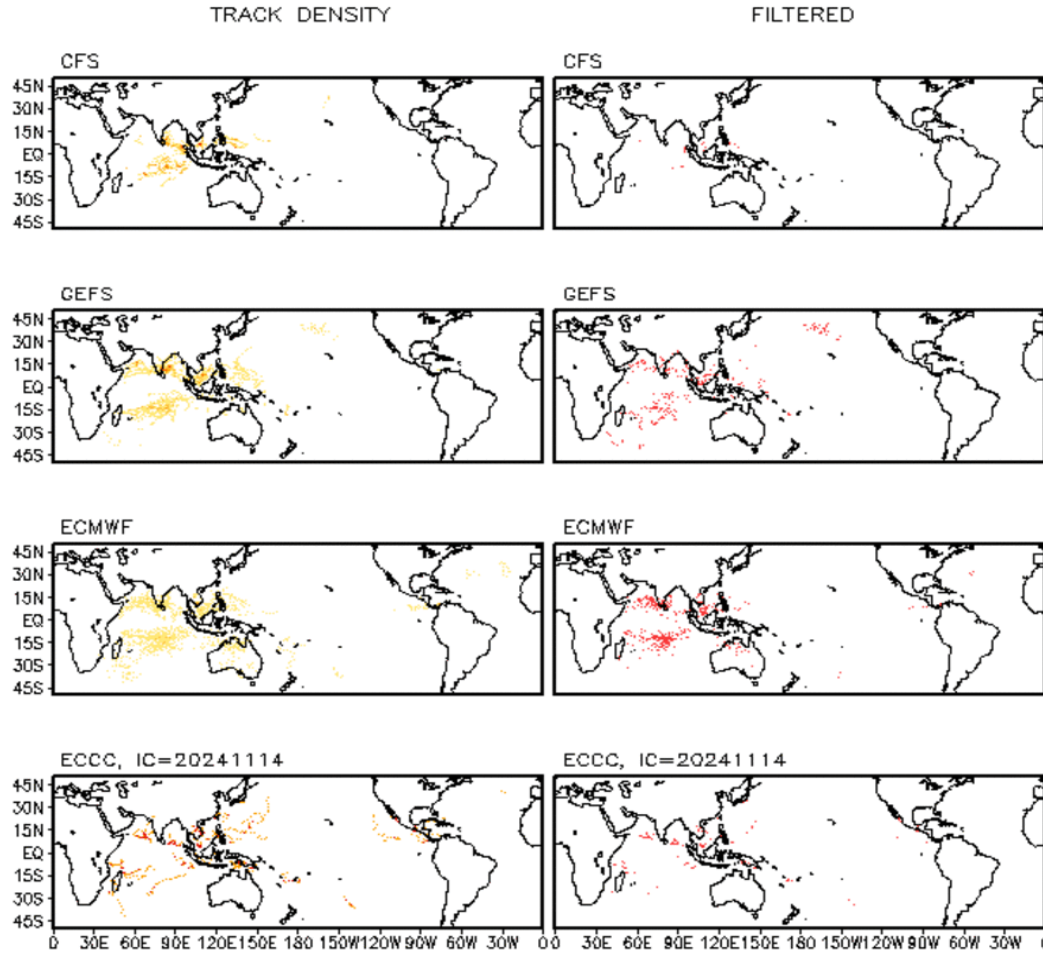 TRACK DENSITY FILTERED
CFS CFS
45N
30N
15N
EQ
15S
30S
45S
GEFS GEFS
45N
30N
15N
EQ
15S
30S
45S
ECMWF ECMWF
45N
30N
15N
EQ
15S
30S
45S
ECCC, IC=20241114 ECCC, IC=20241114
45N
30N
15N
EQ
15S
30S
45S
0 30E 60E 90E 120E 150E 180 150W 120W 90W 60W 30W 0 30E 60E 90E 120E 150E 180 150W 120W 90W 60W 30W